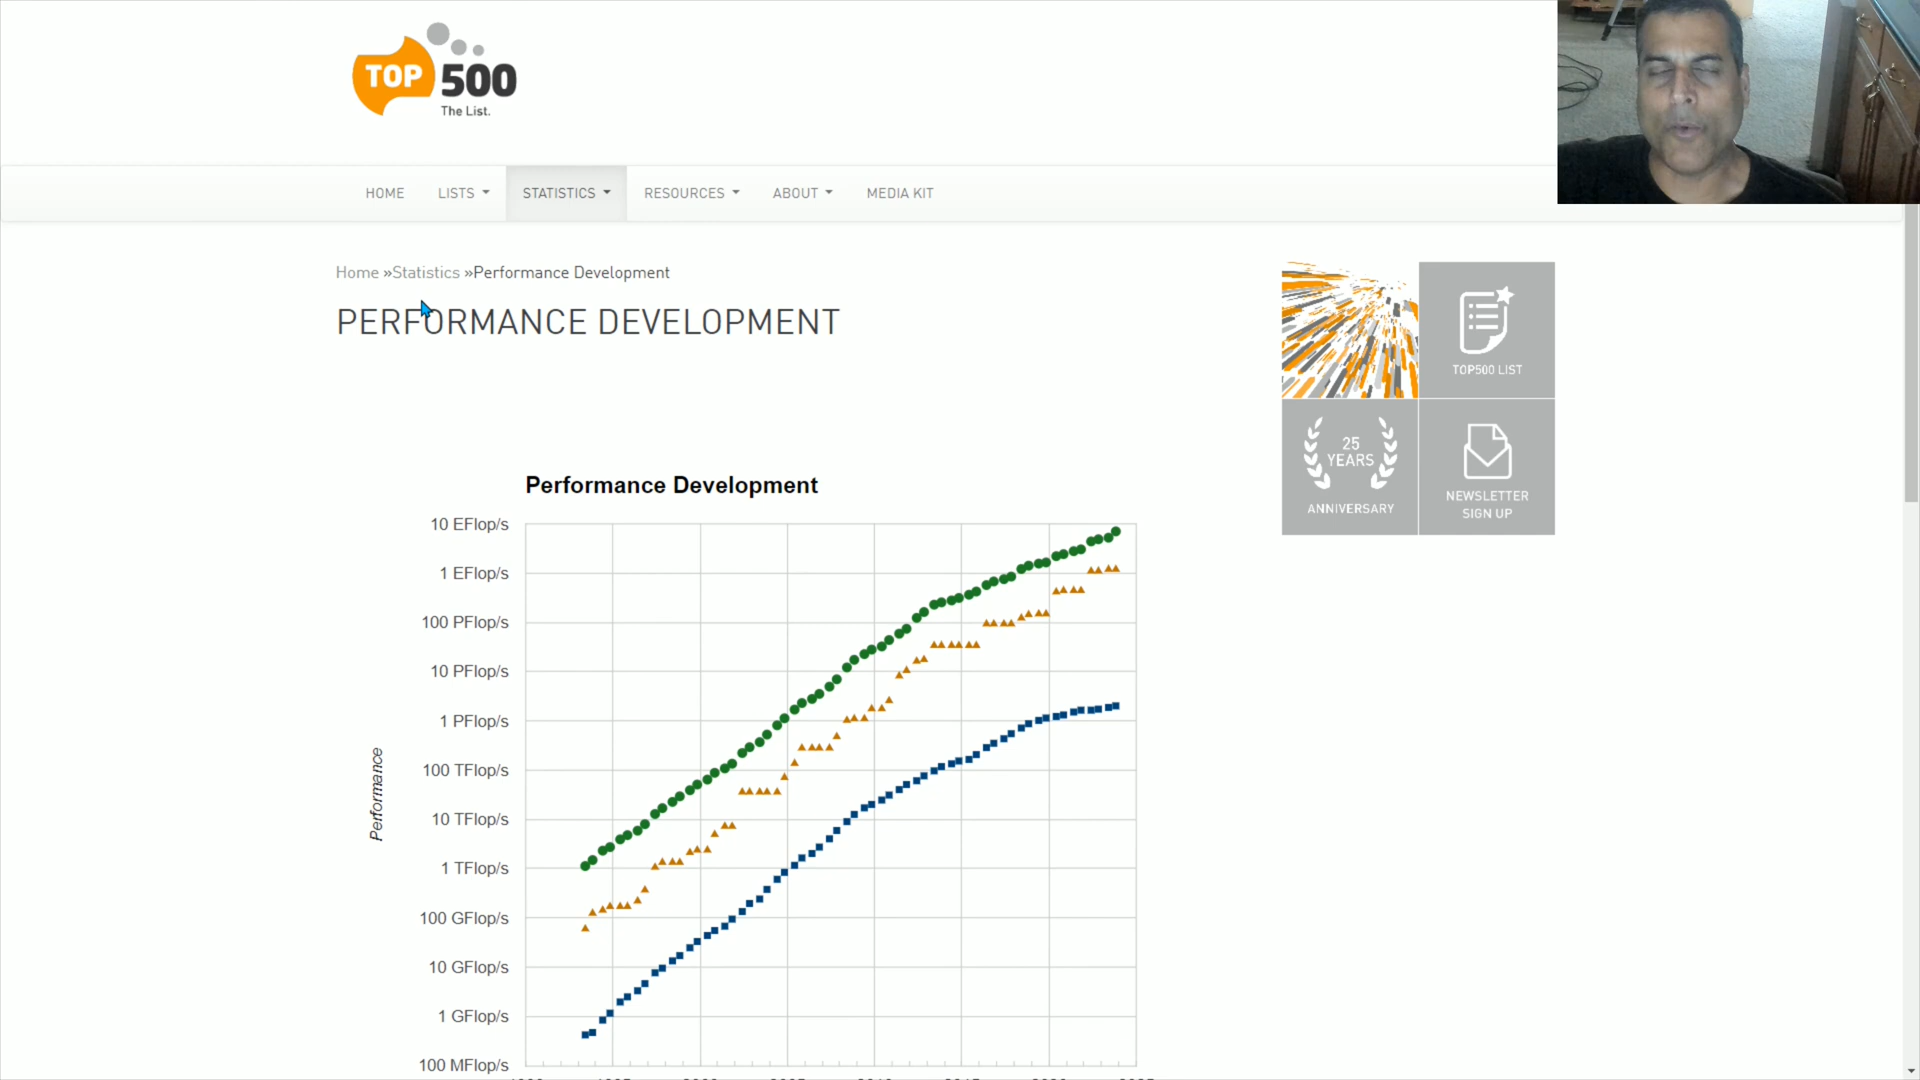 TOP 500
The List.
HOME LISTS STATISTICS RESOURCES ABOUT MEDIA KIT
Home »Statistics »Performance Development
PERFORMANCE DEVELOPMENT
TOP500 LIST
25
YEARS
ANNIVERSARY
NEWSLETTER
SIGN UP
Performance Development
10 EFlop/s
1 EFlop/s
100 PFlop/s
10 PFlop/s
1 PFlop/s
100 TFlop/s
Performance
10 TFlop/s
1 TFlop/s
100 GFlop/s
10 GFlop/s
1 GFlop/s
100 MFlop/s